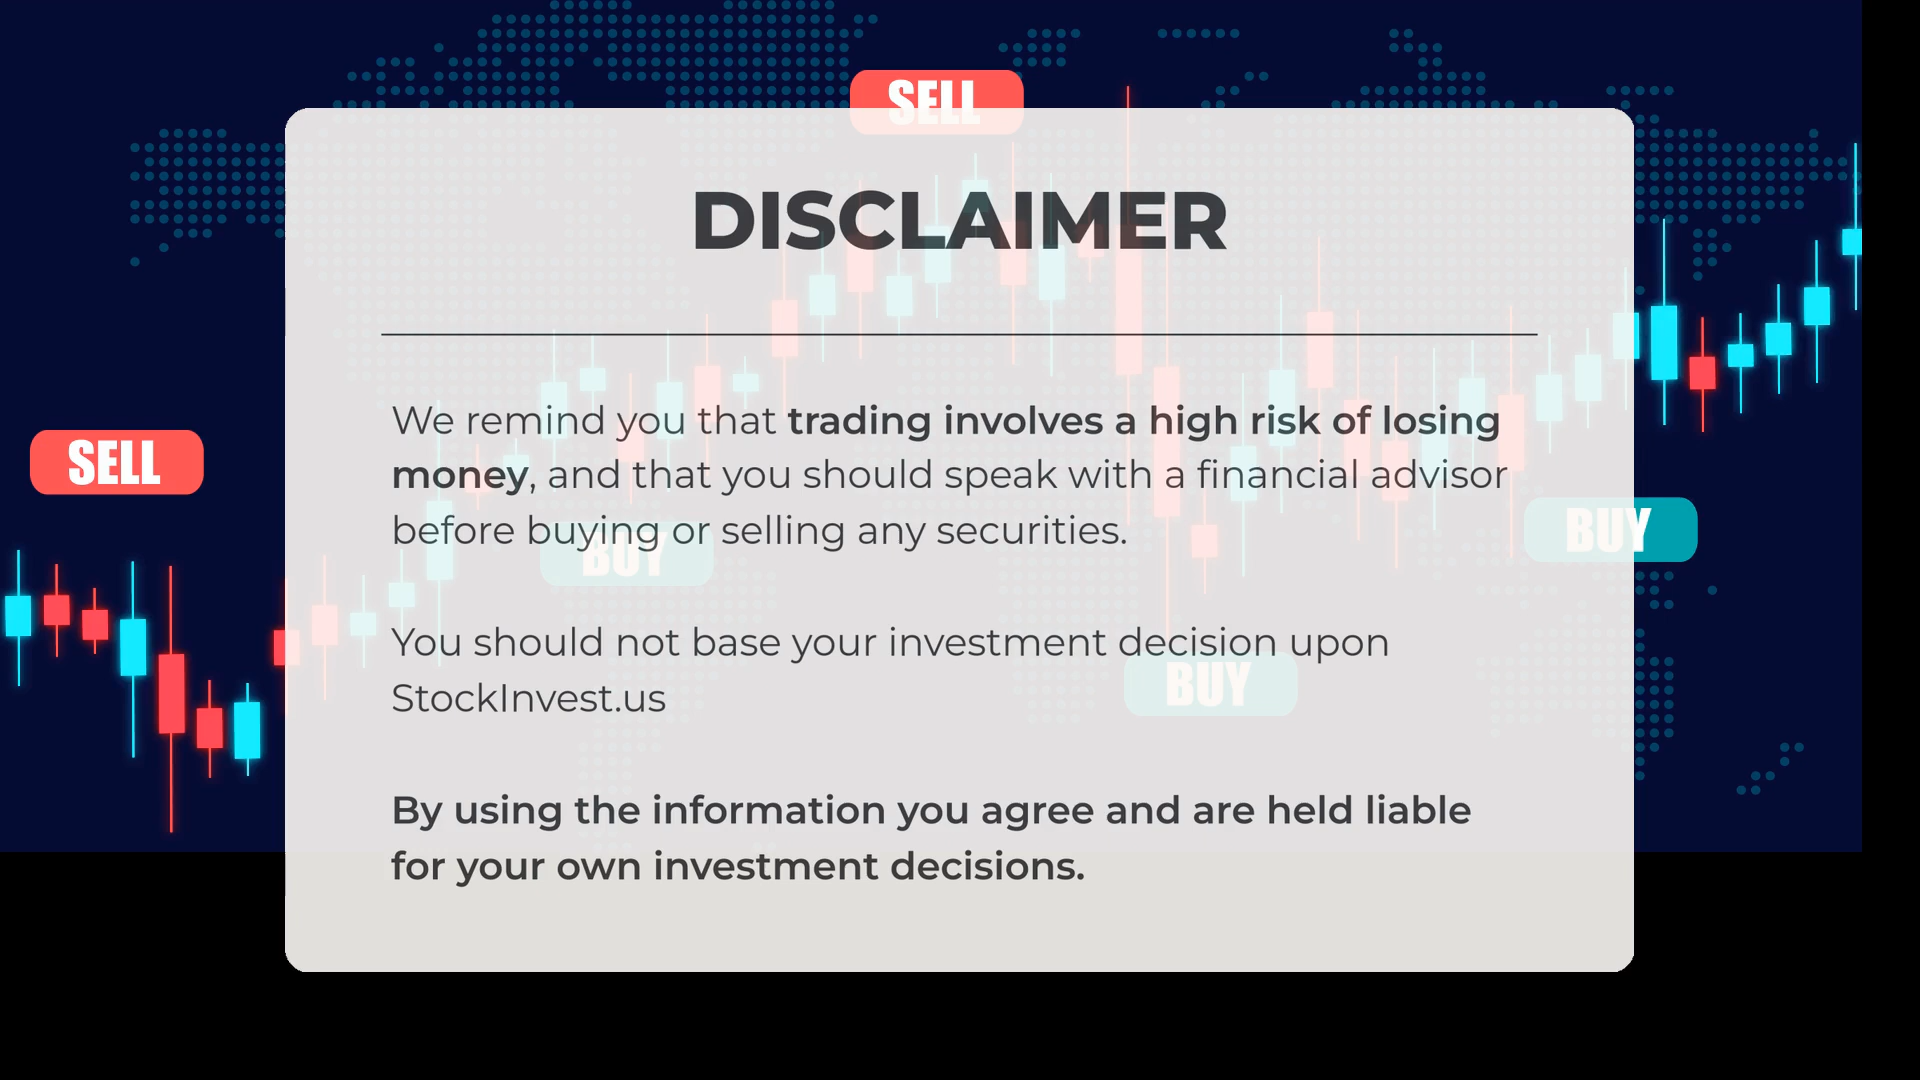 SELL
DISCLAIMER
We remind you that trading involves a high risk of losing
money, and that you should speak with a financial advisor
before buying or selling any securities.
SELL
BUY
BUY
You should not base your investment decision upon
StockInvest.us
BUY
By using the information you agree and are held liable
for your own investment decisions.